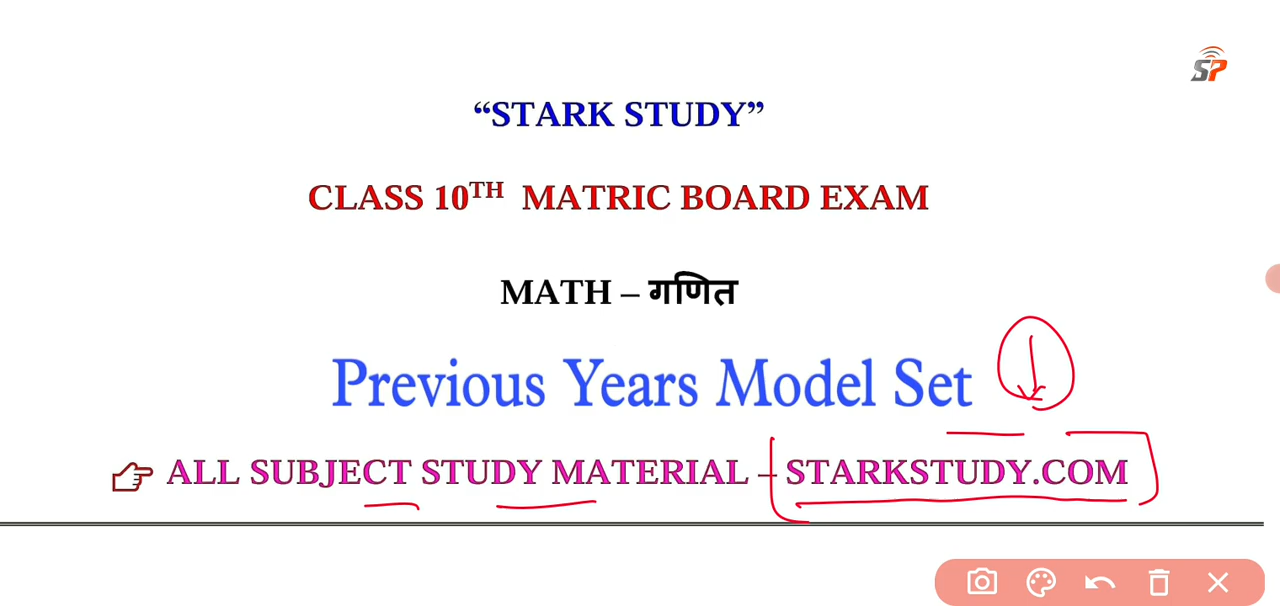 SP
“STARK STUDY”
CLASS 10TH MATRIC BOARD EXAM
MATH – गणित
Previous Years Model Set
ALL SUBJECT STUDY MATERIAL – STARKSTUDY.COM